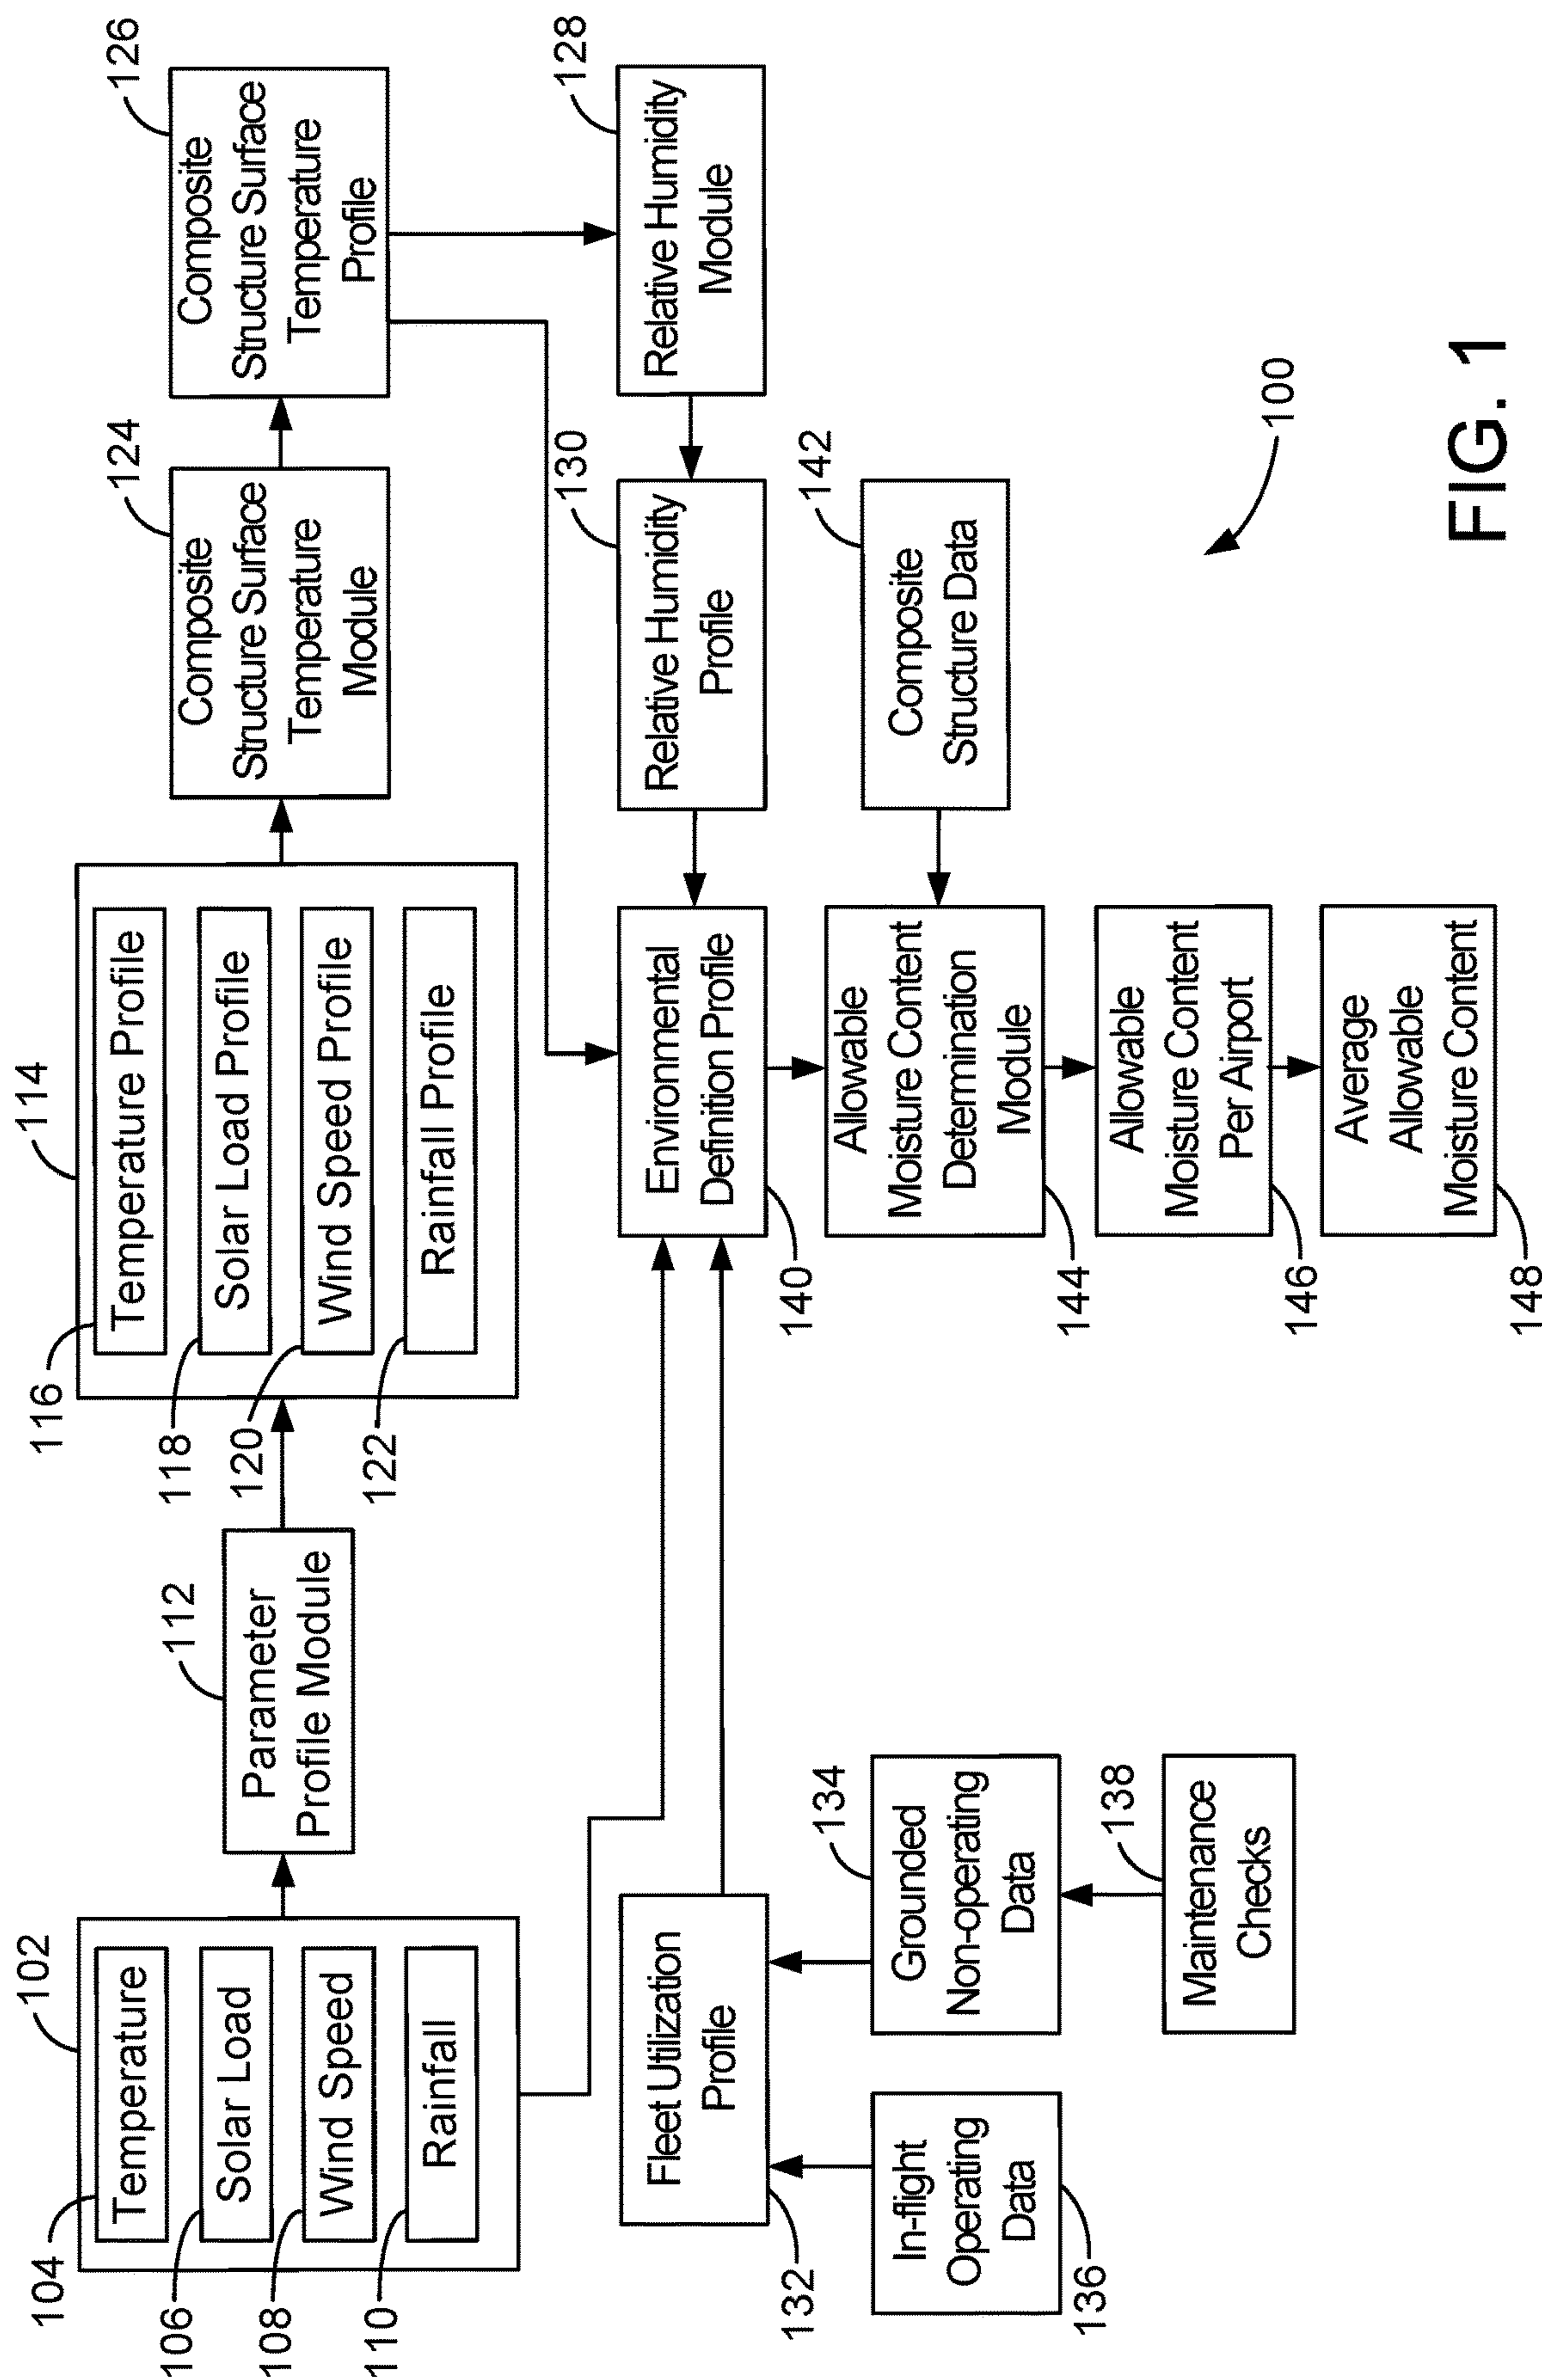 102
104
Temperature
106
Solar Load
108
Wind Speed
110
Rainfall
112
Parameter
Profile Module
114
116
Temperature Profile
118
Solar Load Profile
120
Wind Speed Profile
122
Rainfall Profile
124
Composite
Structure Surface
Temperature
Module
126
Composite
Structure Surface
Temperature
Profile
128
Relative Humidity
Module
130
Relative Humidity
Profile
Environmental
Definition Profile
140
Fleet Utilization
Profile
132
134
Grounded
Non-operating
Data
In-flight
Operating
Data
136
138
Maintenance
Checks
142
Composite
Structure Data
Allowable
Moisture Content
Determination
Module
144
Allowable
Moisture Content
Per Airport
146
Average
Allowable
Moisture Content
148
100
FIG. 1